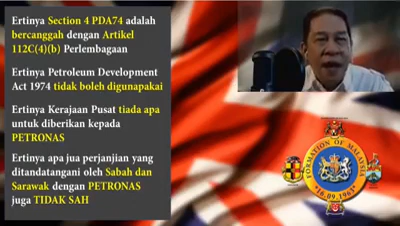 Ertinya Section 4 PDA74 adalah
bercanggah dengan Artikel
112C(4)(b) Perlembagaan
Ertinya Petroleum Development
Act 1974 tidak boleh digunapakai
Ertinya Kerajaan Pusat tiada apa
untuk diberikan kepada
PETRONAS
Ertinya apa jua perjanjian yang
ditandatangani oleh Sabah dan
Sarawak dengan PETRONAS
juga TIDAK SAH
FORMATION OF MALAYSIA
16.09.1963